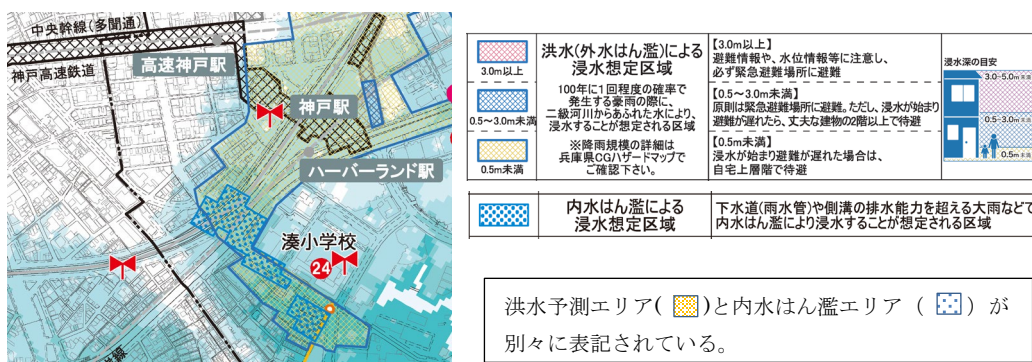 中央幹線(多聞通)
神戸高速鉄道
高速神戸駅
神戸駅
ハーバーランド駅
湊小学校
24
3.0m以上
0.5～3.0m未満
0.5m未満
洪水(外水はん濫)による
浸水想定区域
100年に1回程度の確率で
発生する豪雨の際に、
二級河川からあふれた水により、
浸水することが想定される区域
※降雨規模の詳細は
兵庫県CGハザードマップで
ご確認下さい。
【3.0m以上】
避難情報や、水位情報等に注意し、
必ず緊急避難場所に避難
【0.5～3.0m未満】
原則は緊急避難場所に避難。ただし、浸水が始まり
避難が遅れたら、丈夫な建物の2階以上で待避
【0.5m未満】
浸水が始まり避難が遅れた場合は、
自宅上層階で待避
浸水深の目安
3.0-5.0m未満
0.5-3.0m未満
0.5m未満
内水はん濫による
浸水想定区域
下水道(雨水管)や側溝の排水能力を超える大雨などで
内水はん濫により浸水することが想定される区域
洪水予測エリア( )と内水はん濫エリア（ ）が
別々に表記されている。